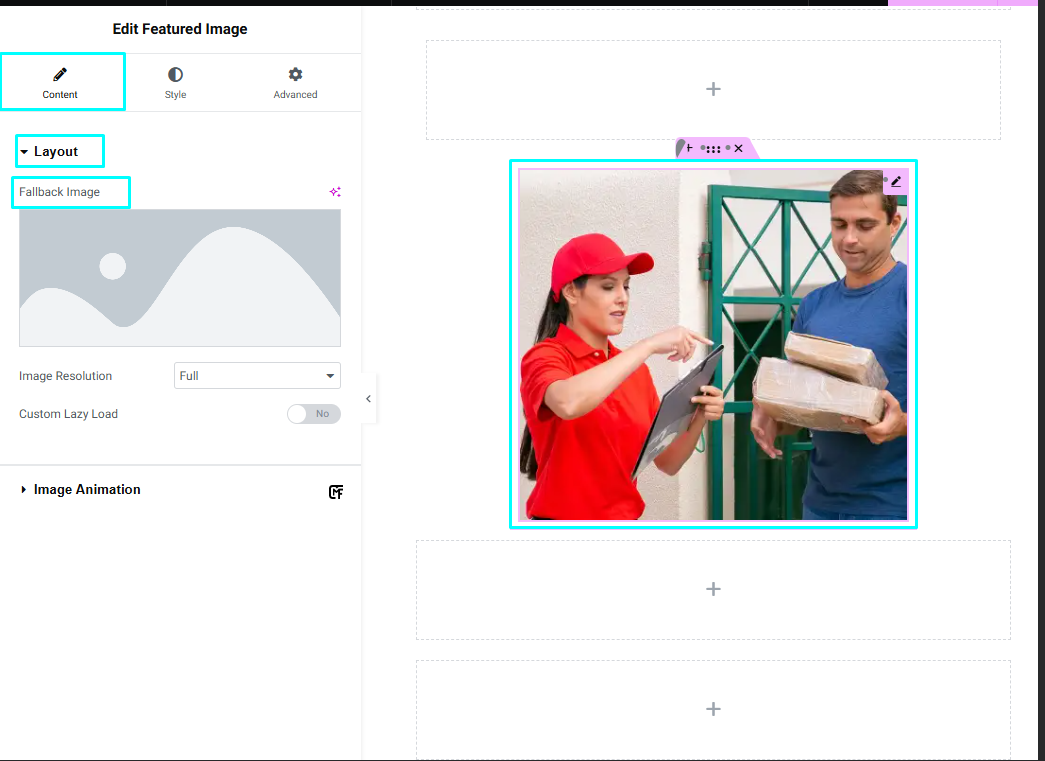 Edit Featured Image
Content
Style
Advanced
Layout
Fallback Image
Image Resolution
Full
Custom Lazy Load
No
Image Animation